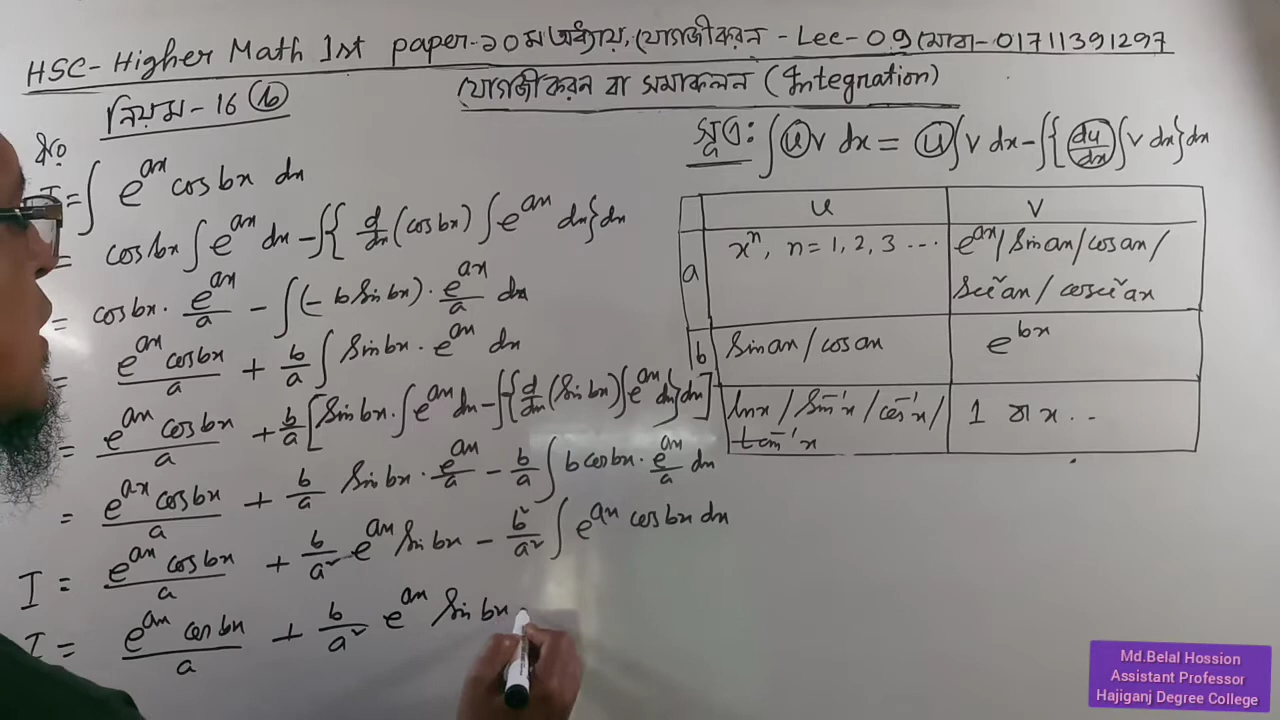 HSC- Higher Math 1st paper-১০ম অধ্যায়, যোগজীকরন - Lec-09 (মোবা- 01711391297
যোগজীকরন বা সমাকলন (Integration)
নিয়ম-16 (b)
I = ∫ e^{ax} cos bx dx
= cos bx ∫ e^{ax} dx - ∫{ d/dx (cos bx) ∫ e^{ax} dx} dx
= cos bx · e^{ax}/a - ∫(-b sin bx) · e^{ax}/a dx
= e^{ax} cos bx/a + b/a ∫ sin bx · e^{ax} dx
= e^{ax} cos bx/a + b/a [sin bx · ∫ e^{ax} dx - ∫{ d/dx (sin bx) ∫ e^{ax} dx} dx]
= e^{ax} cos bx/a + b/a sin bx · e^{ax}/a - b/a ∫ b cos bx · e^{ax}/a dx
I = e^{ax} cos bx/a + b/a² e^{ax} sin bx - b²/a² ∫ e^{ax} cos bx dx
I = e^{ax} cos bx/a + b/a² e^{ax} sin bx
সূত্র: ∫ u v dx = u ∫ v dx - ∫{ du/dx ∫ v dx} dx
u v
a x^n, n = 1, 2, 3 ... e^{ax}/ sin ax/ cos ax/
sec² ax/ cosec² ax
b sin ax/ cos ax e^{bx}
ln x / sin⁻¹x / cos⁻¹x / 1 বা x ..
tan⁻¹x
Md.Belal Hossion
Assistant Professor
Hajiganj Degree College